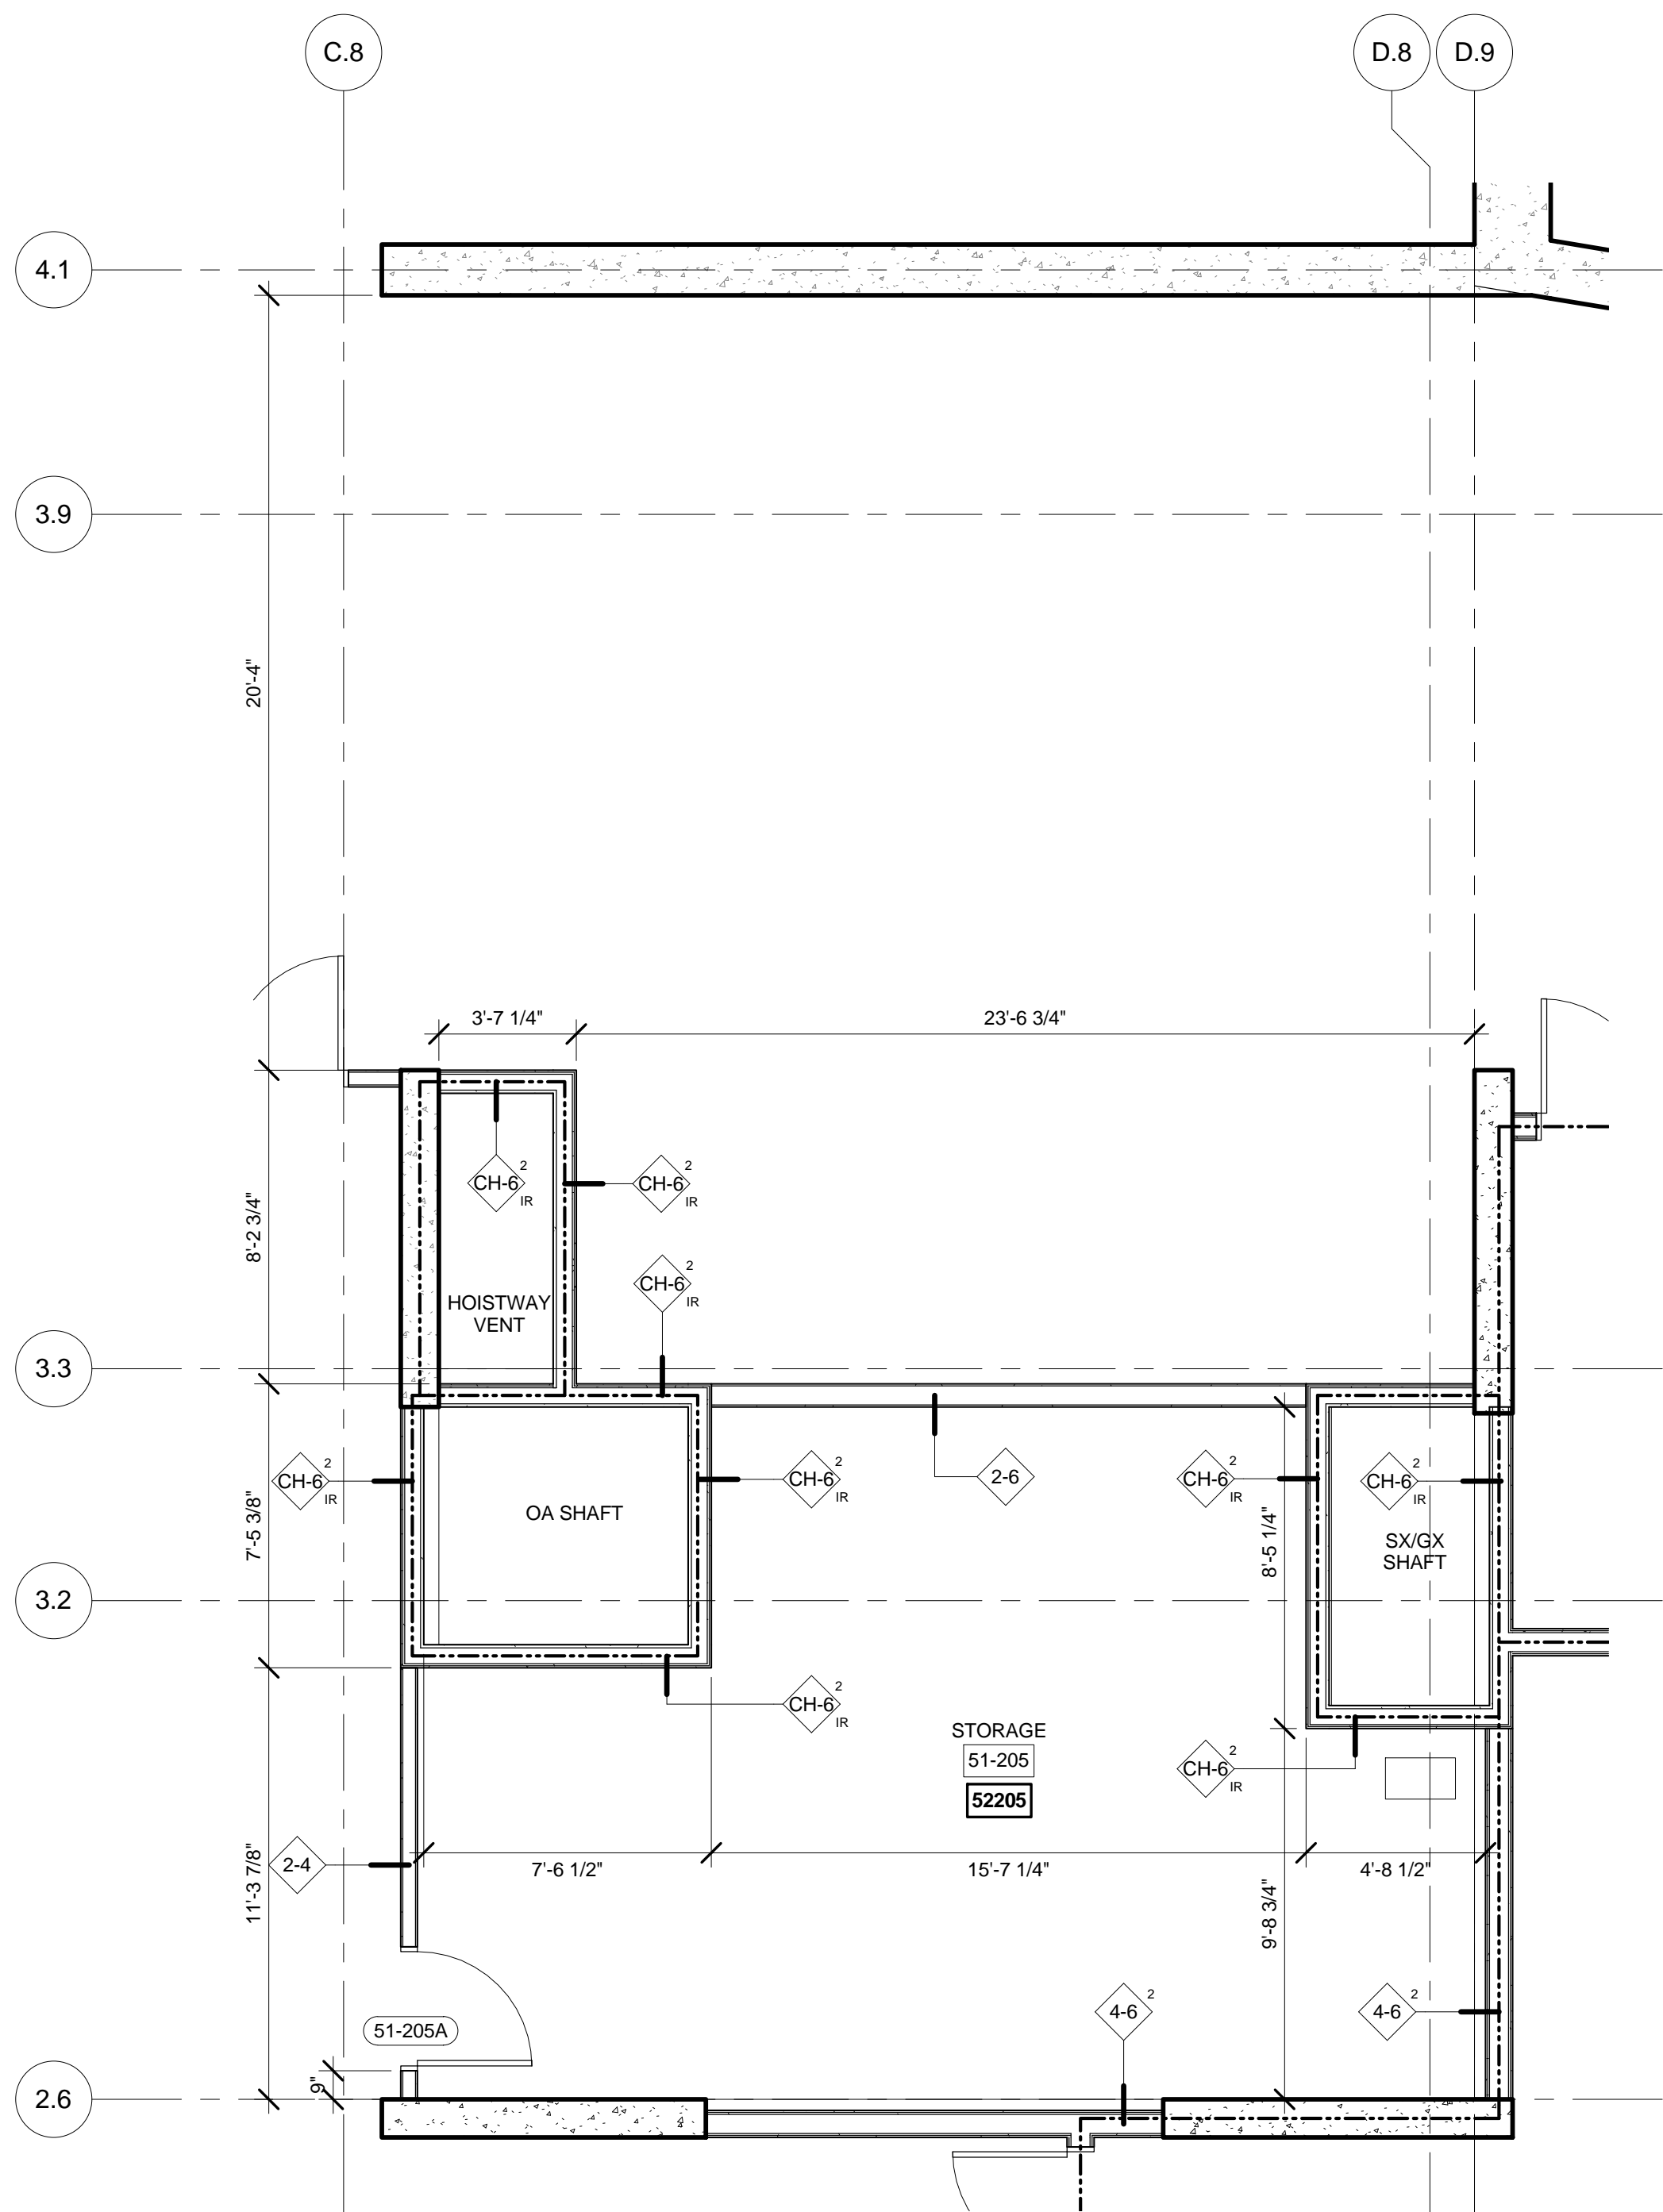 C.8
D.8
D.9
4.1
3.9
20'-4"
3'-7 1/4"
23'-6 3/4"
2
CH-6
IR
2
CH-6
IR
8'-2 3/4"
2
CH-6
IR
HOISTWAY
VENT
3.3
2
CH-6
IR
2
CH-6
IR
2-6
2
CH-6
IR
2
CH-6
IR
OA SHAFT
7'-5 3/8"
8'-5 1/4"
SX/GX
SHAFT
3.2
2
CH-6
IR
STORAGE
51-205
52205
2
CH-6
IR
2-4
11'-3 7/8"
7'-6 1/2"
15'-7 1/4"
4'-8 1/2"
9'-8 3/4"
4-6
2
4-6
2
51-205A
9"
2.6